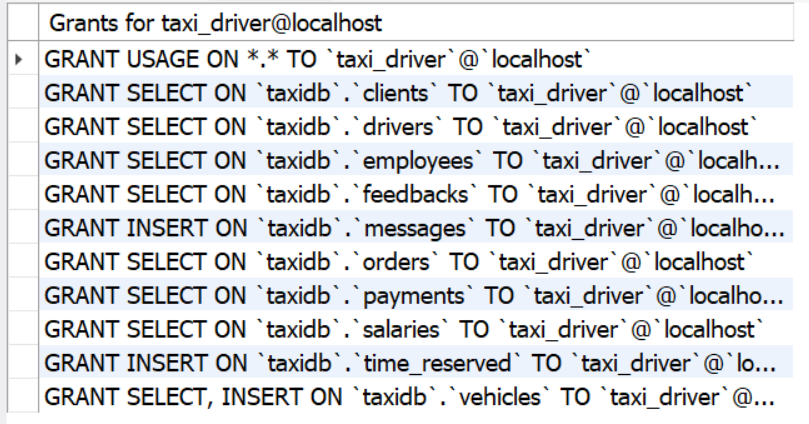 Grants for taxi_driver@localhost
GRANT USAGE ON *.* TO `taxi_driver`@`localhost`
GRANT SELECT ON `taxidb`.`clients` TO `taxi_driver`@`localhost`
GRANT SELECT ON `taxidb`.`drivers` TO `taxi_driver`@`localhost`
GRANT SELECT ON `taxidb`.`employees` TO `taxi_driver`@`localh...
GRANT SELECT ON `taxidb`.`feedbacks` TO `taxi_driver`@`localh...
GRANT INSERT ON `taxidb`.`messages` TO `taxi_driver`@`localho...
GRANT SELECT ON `taxidb`.`orders` TO `taxi_driver`@`localhost`
GRANT SELECT ON `taxidb`.`payments` TO `taxi_driver`@`localho...
GRANT SELECT ON `taxidb`.`salaries` TO `taxi_driver`@`localhost`
GRANT INSERT ON `taxidb`.`time_reserved` TO `taxi_driver`@`lo...
GRANT SELECT, INSERT ON `taxidb`.`vehicles` TO `taxi_driver`@...